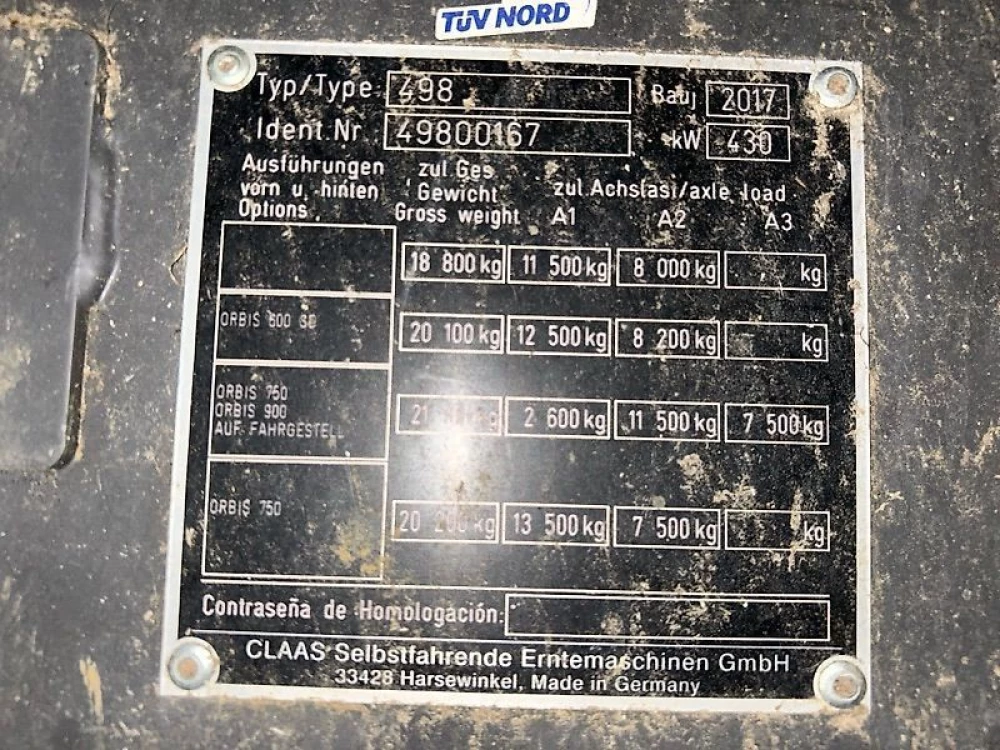 TÜV NORD
Typ/Type 498 Bauj 2017
Ident.Nr 49800167 kW 430
Ausführungen zul Ges
vorn u. hinten Gewicht zul.Achslast/axle load
Options Gross weight A1 A2 A3
18 800 kg 11 500 kg 8 000 kg kg
ORBIS 600 SD 20 100 kg 12 500 kg 8 200 kg kg
ORBIS 750
ORBIS 900 2 600 kg 11 500 kg 7 500 kg
AUF FAHRGESTELL
ORBIS 750 20 200 kg 13 500 kg 7 500 kg kg
Contraseña de Homologación:
CLAAS Selbstfahrende Erntemaschinen GmbH
33428 Harsewinkel, Made in Germany